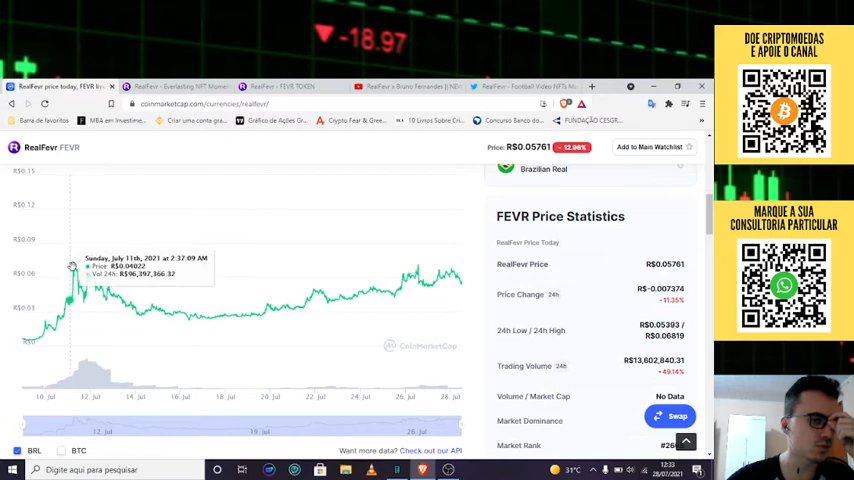 ▼ -18.97
DOE CRIPTOMOEDAS
E APOIE O CANAL
MARQUE A SUA
CONSULTORIA PARTICULAR
RealFevr price today, FEVR live
RealFevr - Everlasting NFT Momen
RealFevr - FEVR TOKEN
RealFevr x Bruno Fernandes || NE
RealFevr - Football Video NFTs Ma
coinmarketcap.com/currencies/realfevr/
Barra de favoritos
MBA em Investime...
Criar uma conta gra...
Gráfico de Ações Gr...
Crypto Fear & Gree...
10 Livros Sobre Cri...
Concurso Banco do...
FUNDAÇÃO CESGR...
RealFevr FEVR
Price: R$0.05761
12.96%
Add to Main Watchlist
R$0.15
R$0.12
R$0.09
R$0.06
R$0.03
R$0
Sunday, July 11th, 2021 at 2:37:09 AM
Price: R$0.04022
Vol 24h: R$96,397,366.32
CoinMarketCap
10. Jul
12. Jul
14. Jul
16. Jul
18. Jul
20. Jul
22. Jul
24. Jul
26. Jul
28. Jul
12. Jul
19. Jul
26. Jul
BRL
BTC
Want more data? Check out our API
Brazilian Real
FEVR Price Statistics
RealFevr Price Today
RealFevr Price
R$0.05761
Price Change 24h
R$-0.007374
11.35%
24h Low / 24h High
R$0.05393 /
R$0.06819
Trading Volume 24h
R$13,602,840.31
49.14%
Volume / Market Cap
No Data
Market Dominance
Market Rank
Swap
Digite aqui para pesquisar
31°C
12:33
28/07/2021